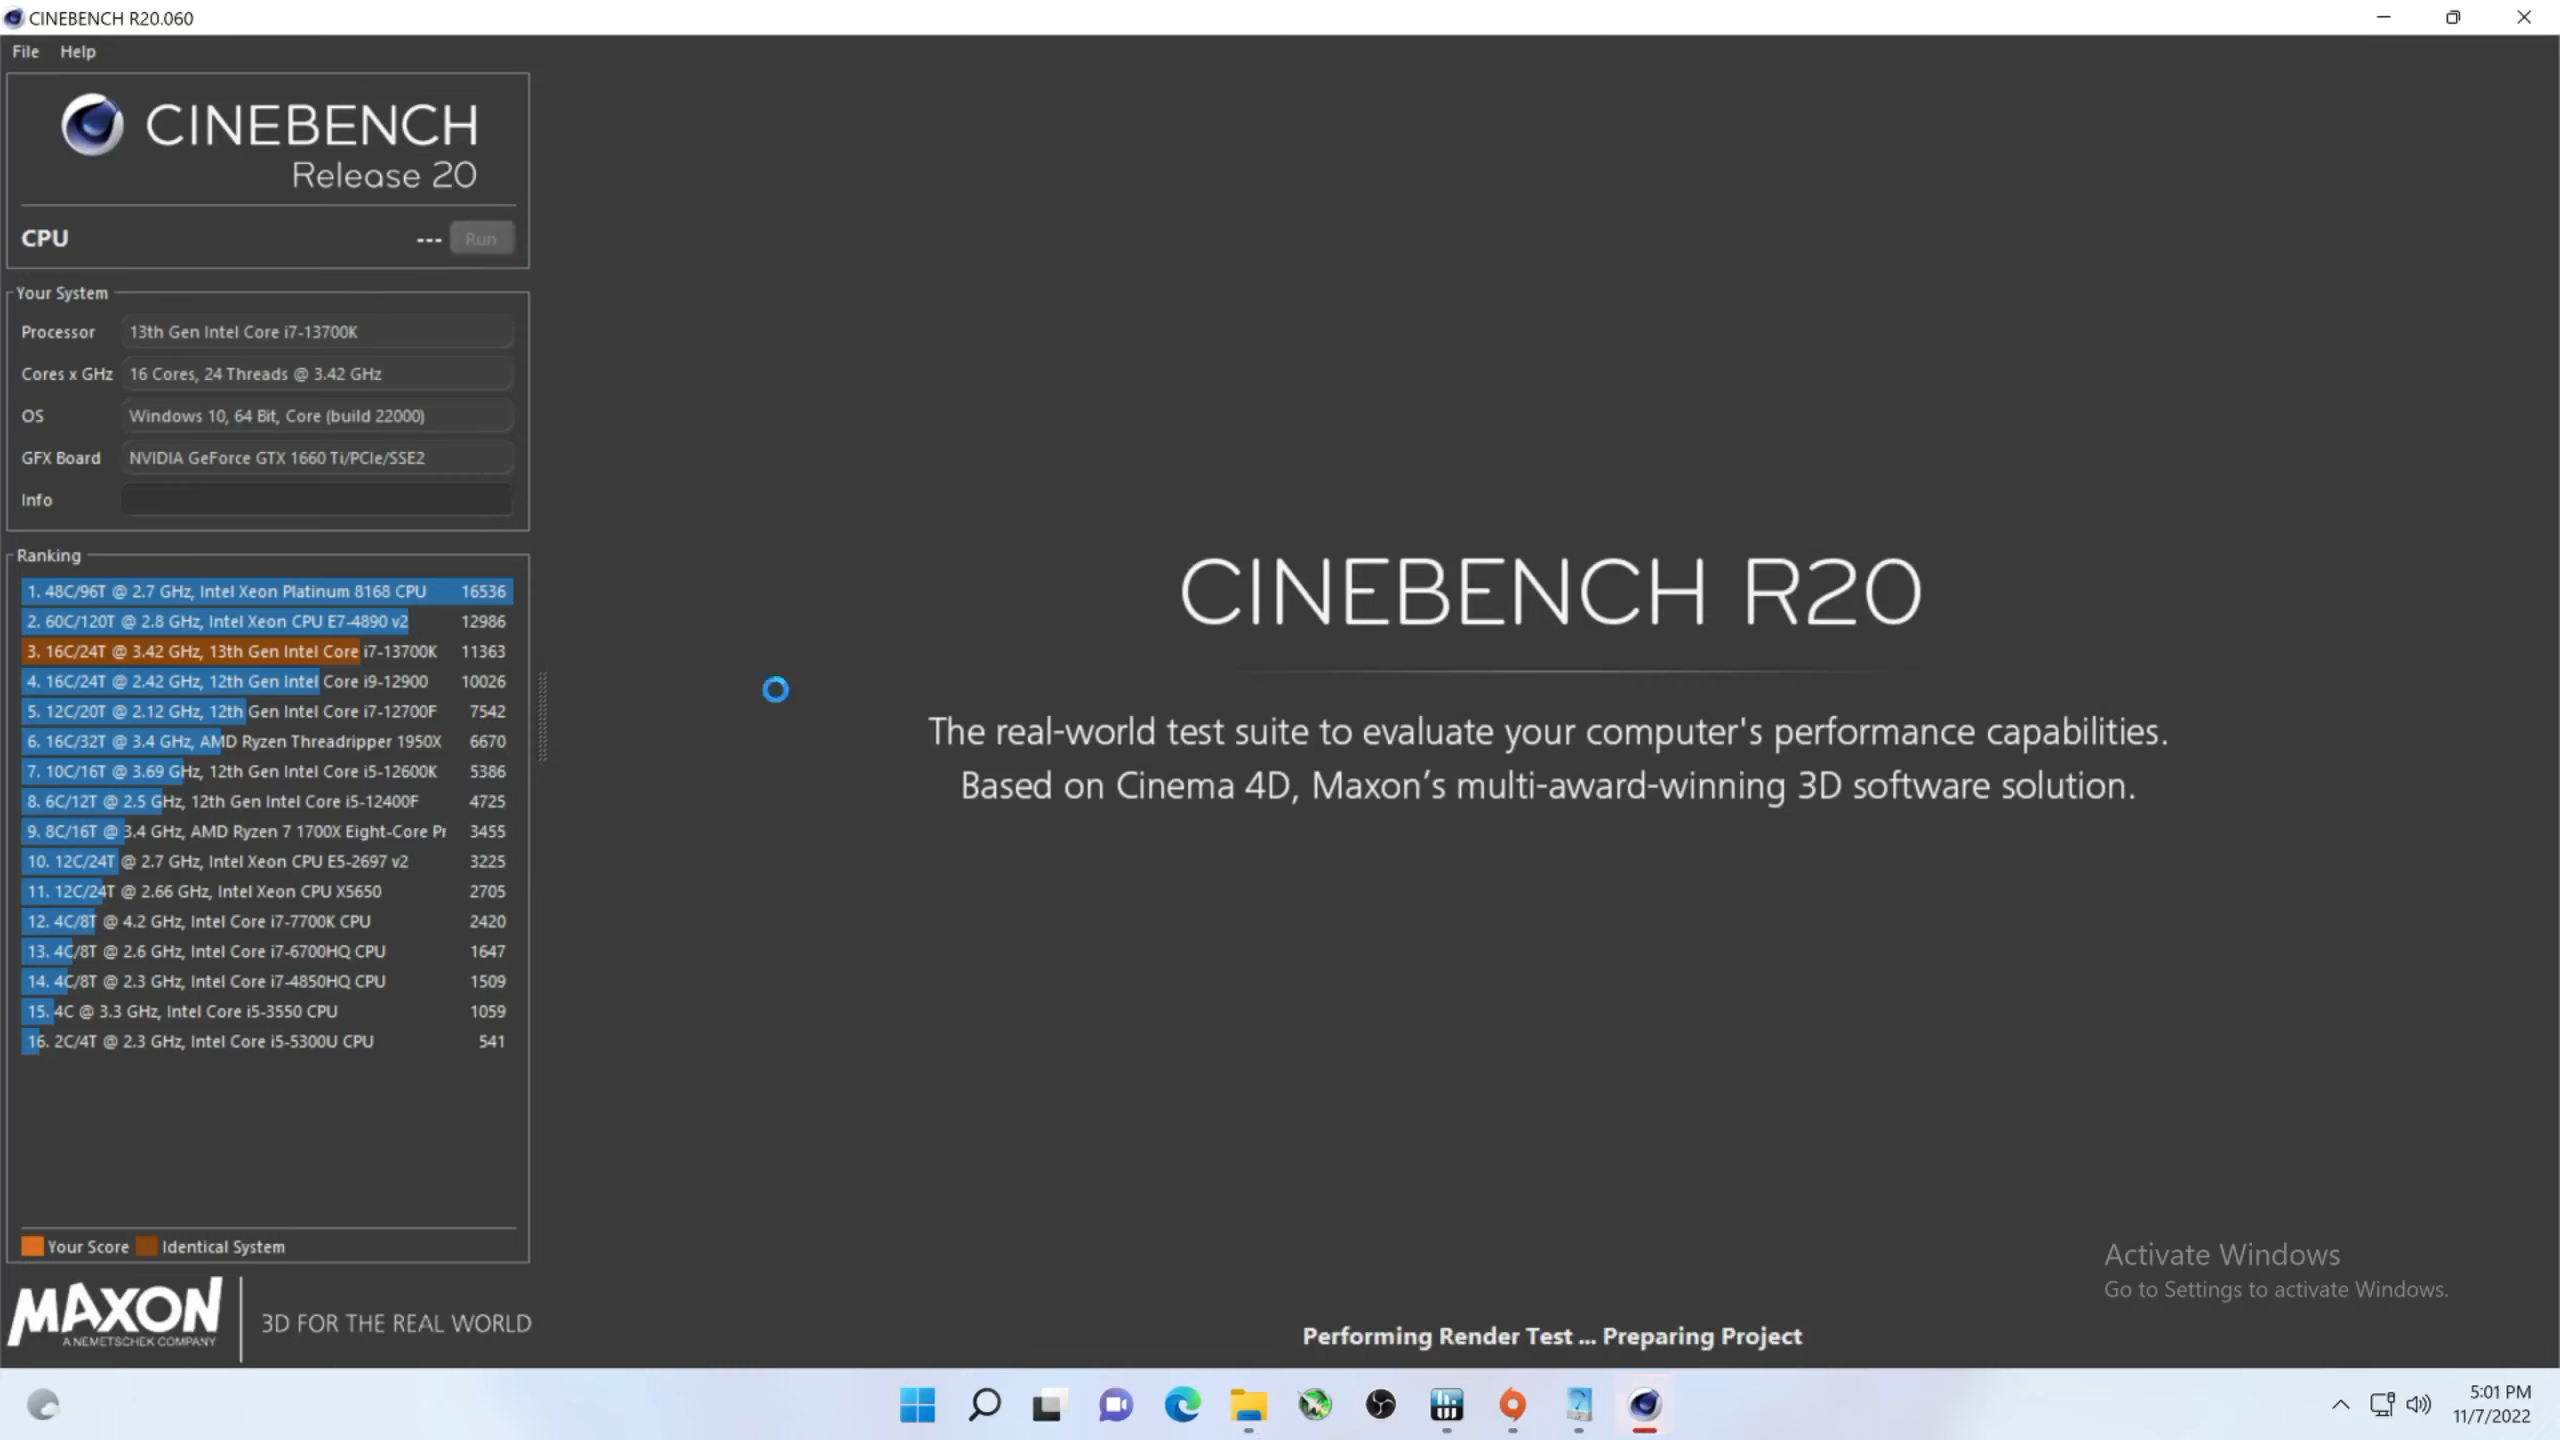 CINEBENCH R20.060
File Help
CINEBENCH
Release 20
CPU --- Run
Your System
Processor 13th Gen Intel Core i7-13700K
Cores x GHz 16 Cores, 24 Threads @ 3.42 GHz
OS Windows 10, 64 Bit, Core (build 22000)
GFX Board NVIDIA GeForce GTX 1660 Ti/PCIe/SSE2
Info
Ranking
1. 48C/96T @ 2.7 GHz, Intel Xeon Platinum 8168 CPU 16536
2. 60C/120T @ 2.8 GHz, Intel Xeon CPU E7-4890 v2 12986
3. 16C/24T @ 3.42 GHz, 13th Gen Intel Core i7-13700K 11363
4. 16C/24T @ 2.42 GHz, 12th Gen Intel Core i9-12900 10026
5. 12C/20T @ 2.12 GHz, 12th Gen Intel Core i7-12700F 7542
6. 16C/32T @ 3.4 GHz, AMD Ryzen Threadripper 1950X 6670
7. 10C/16T @ 3.69 GHz, 12th Gen Intel Core i5-12600K 5386
8. 6C/12T @ 2.5 GHz, 12th Gen Intel Core i5-12400F 4725
9. 8C/16T @ 3.4 GHz, AMD Ryzen 7 1700X Eight-Core Pr 3455
10. 12C/24T @ 2.7 GHz, Intel Xeon CPU E5-2697 v2 3225
11. 12C/24T @ 2.66 GHz, Intel Xeon CPU X5650 2705
12. 4C/8T @ 4.2 GHz, Intel Core i7-7700K CPU 2420
13. 4C/8T @ 2.6 GHz, Intel Core i7-6700HQ CPU 1647
14. 4C/8T @ 2.3 GHz, Intel Core i7-4850HQ CPU 1509
15. 4C @ 3.3 GHz, Intel Core i5-3550 CPU 1059
16. 2C/4T @ 2.3 GHz, Intel Core i5-5300U CPU 541
Your Score Identical System
MAXON
A NEMETSCHEK COMPANY
3D FOR THE REAL WORLD
CINEBENCH R20
The real-world test suite to evaluate your computer's performance capabilities.
Based on Cinema 4D, Maxon’s multi-award-winning 3D software solution.
Activate Windows
Go to Settings to activate Windows.
Performing Render Test ... Preparing Project
5:01 PM
11/7/2022